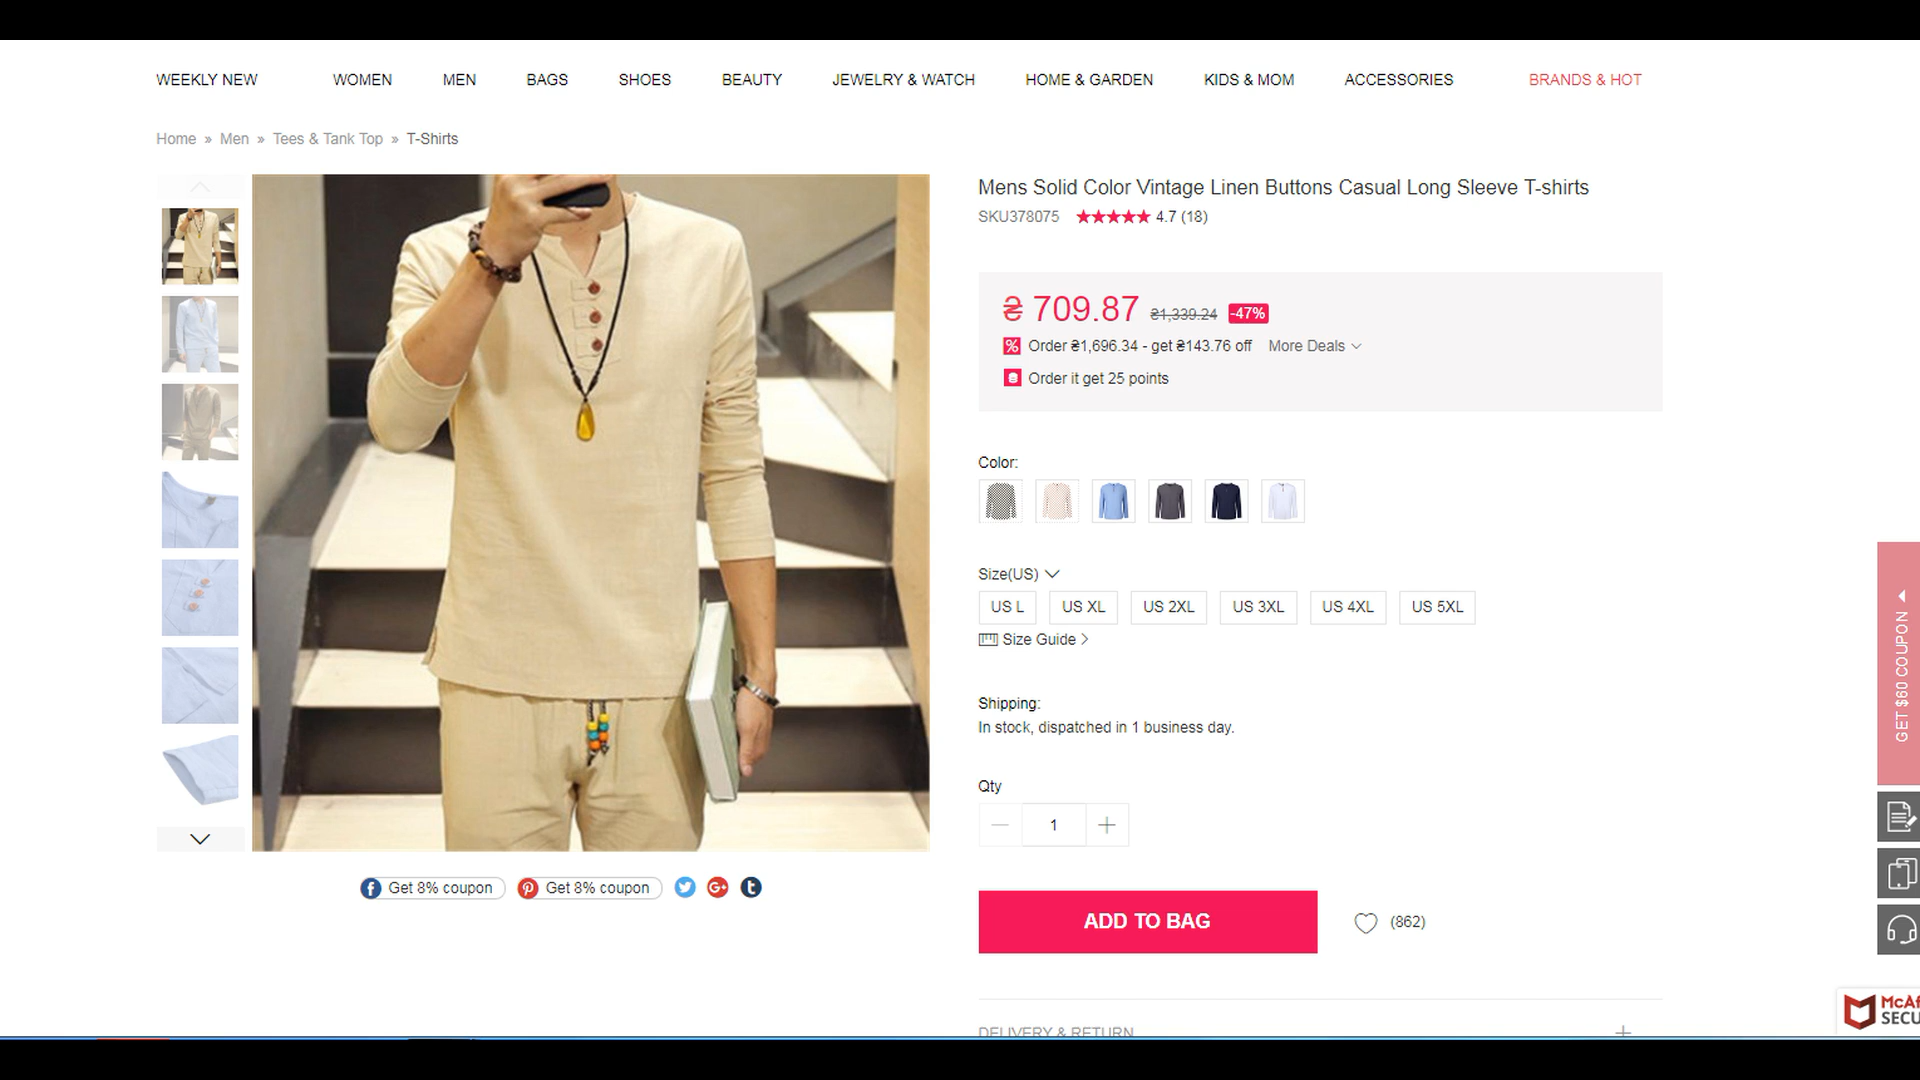 WEEKLY NEW WOMEN MEN BAGS SHOES BEAUTY JEWELRY & WATCH HOME & GARDEN KIDS & MOM ACCESSORIES BRANDS & HOT
Home » Men » Tees & Tank Top » T-Shirts
Mens Solid Color Vintage Linen Buttons Casual Long Sleeve T-shirts
SKU378075 4.7 (18)
₴ 709.87 ₴1,339.24 -47%
Order ₴1,696.34 - get ₴143.76 off More Deals
Order it get 25 points
Color:
Size(US)
US L US XL US 2XL US 3XL US 4XL US 5XL
Size Guide
Shipping:
In stock, dispatched in 1 business day.
Qty
1
Get 8% coupon Get 8% coupon
ADD TO BAG (862)
DELIVERY & RETURN
GET $60 COUPON
McAf
SECU